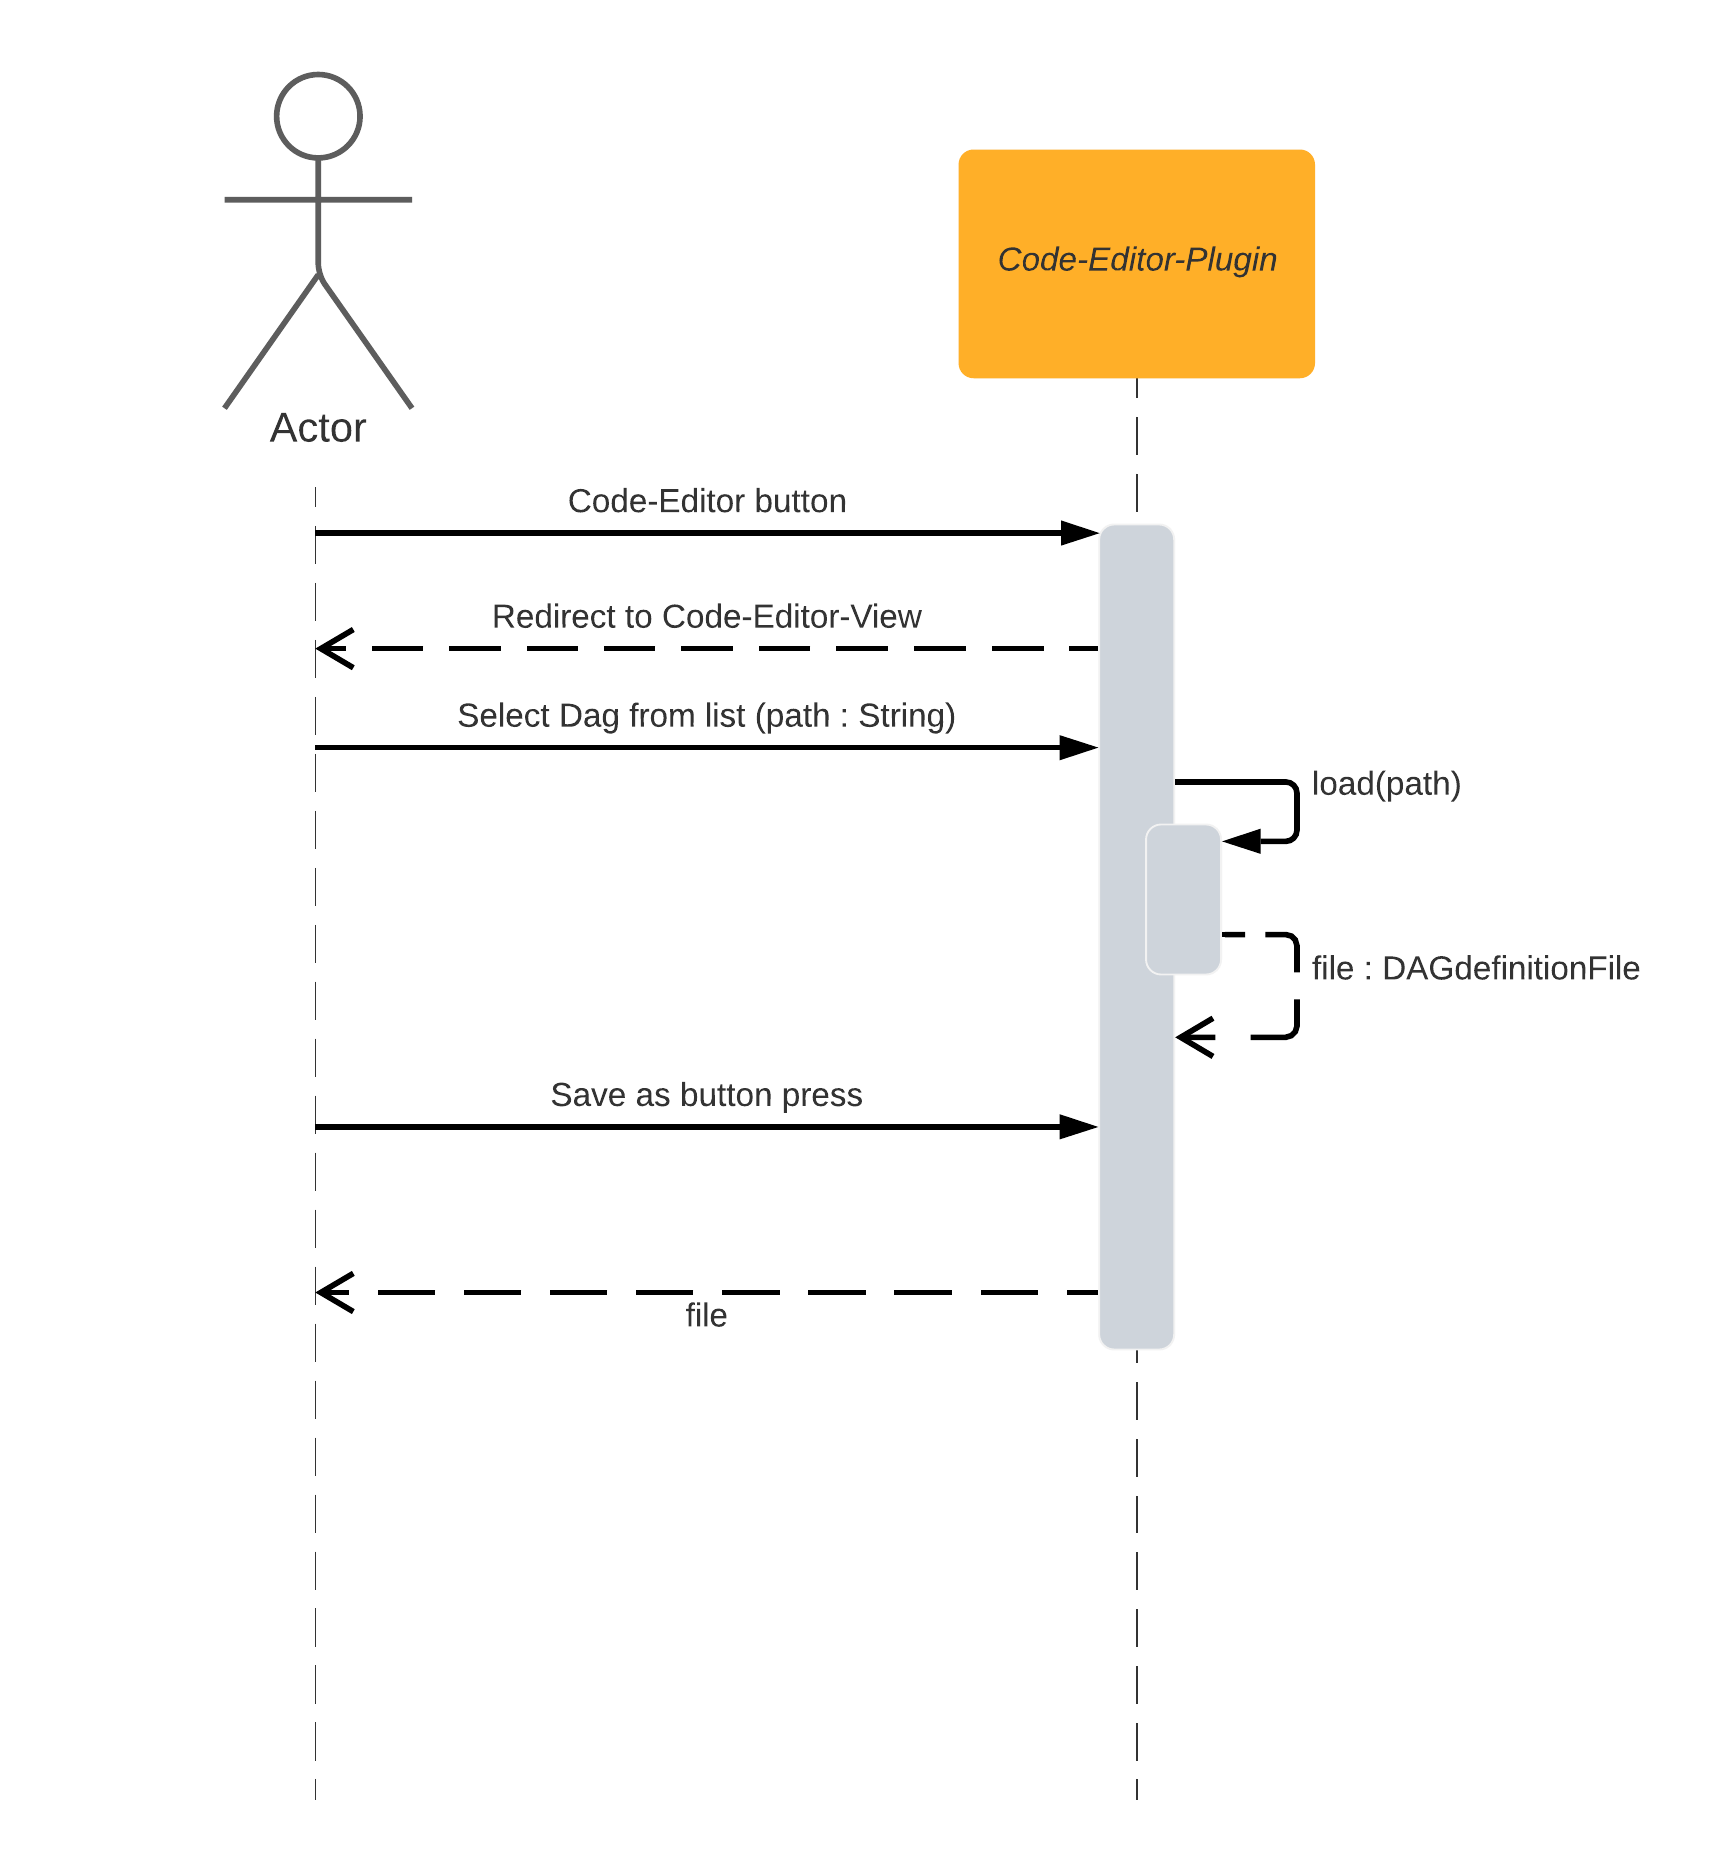 Code-Editor-Plugin
Actor
Code-Editor button
Redirect to Code-Editor-View
Select Dag from list (path : String)
load(path)
file : DAGdefinitionFile
Save as button press
file